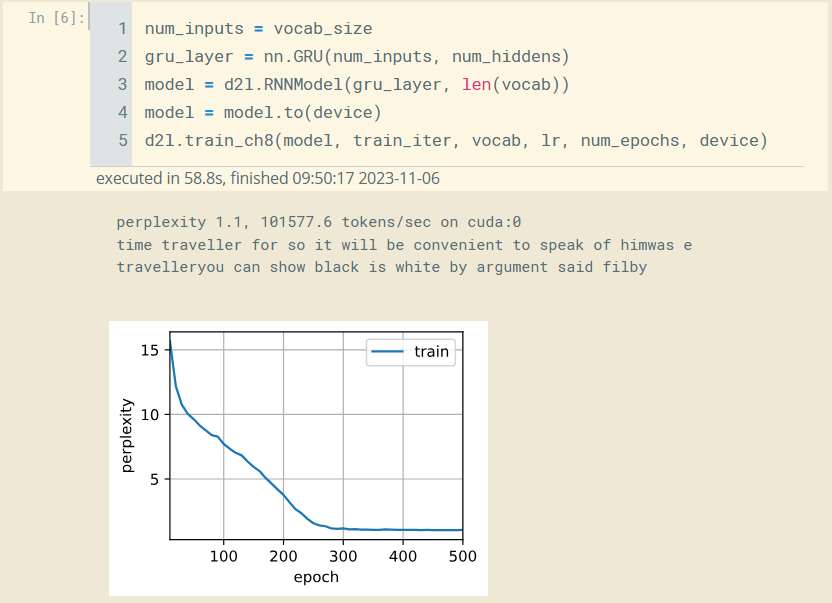 In [6]:
1 num_inputs = vocab_size
2 gru_layer = nn.GRU(num_inputs, num_hiddens)
3 model = d2l.RNNModel(gru_layer, len(vocab))
4 model = model.to(device)
5 d2l.train_ch8(model, train_iter, vocab, lr, num_epochs, device)
executed in 58.8s, finished 09:50:17 2023-11-06
perplexity 1.1, 101577.6 tokens/sec on cuda:0
time traveller for so it will be convenient to speak of himwas e
travelleryou can show black is white by argument said filby
train
15
10
5
perplexity
100 200 300 400 500
epoch